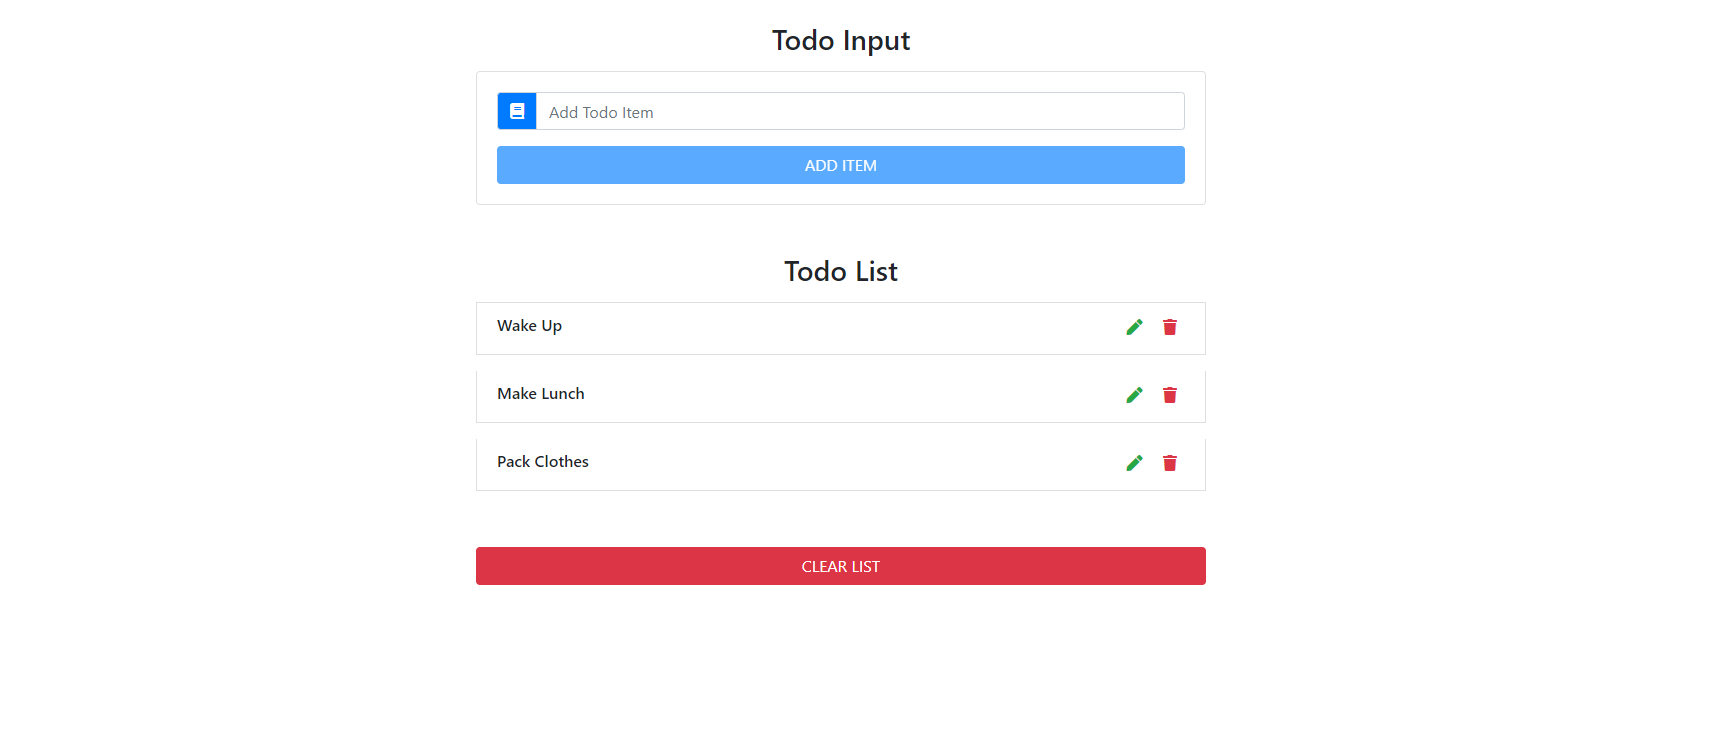 Todo Input
Add Todo Item
ADD ITEM
Todo List
Wake Up
Make Lunch
Pack Clothes
CLEAR LIST